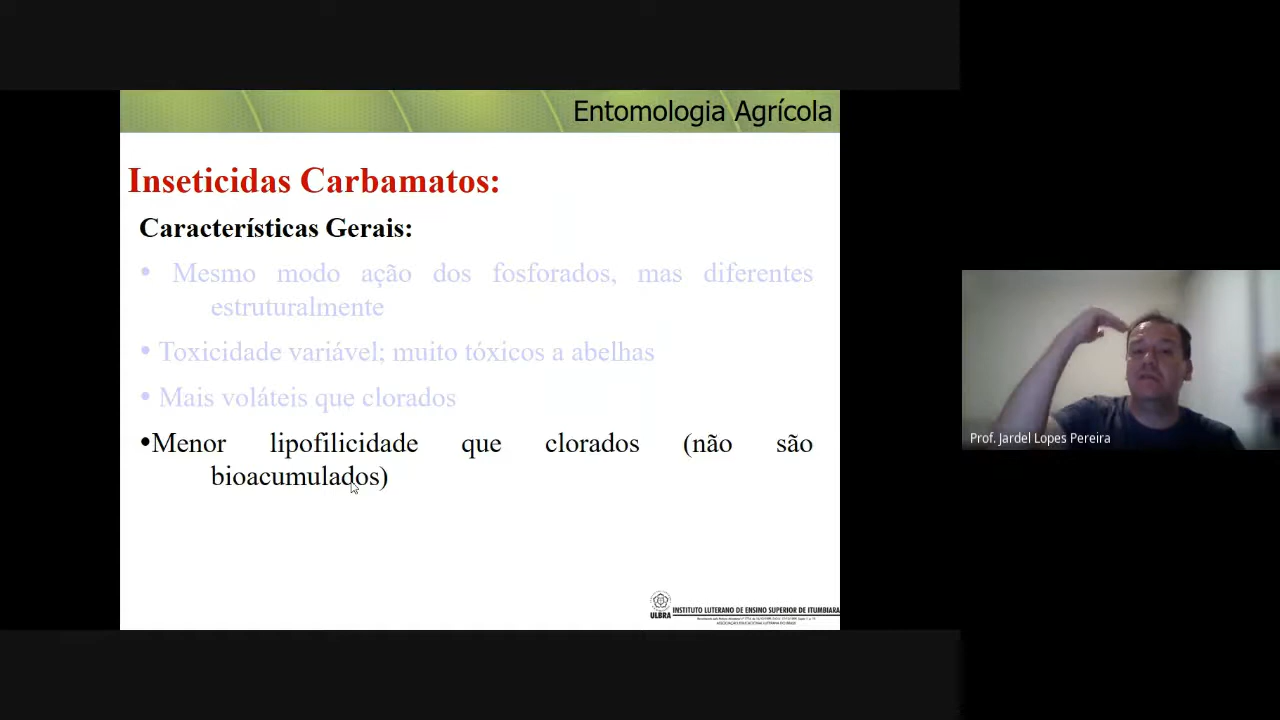 Entomologia Agrícola
Inseticidas Carbamatos:
Características Gerais:
• Mesmo modo ação dos fosforados, mas diferentes
estruturalmente
• Toxicidade variável; muito tóxicos a abelhas
• Mais voláteis que clorados
•Menor lipofilicidade que clorados (não são
bioacumulados)
Prof. Jardel Lopes Pereira
ULBRA
INSTITUTO LUTERANO DE ENSINO SUPERIOR DE ITUMBIARA